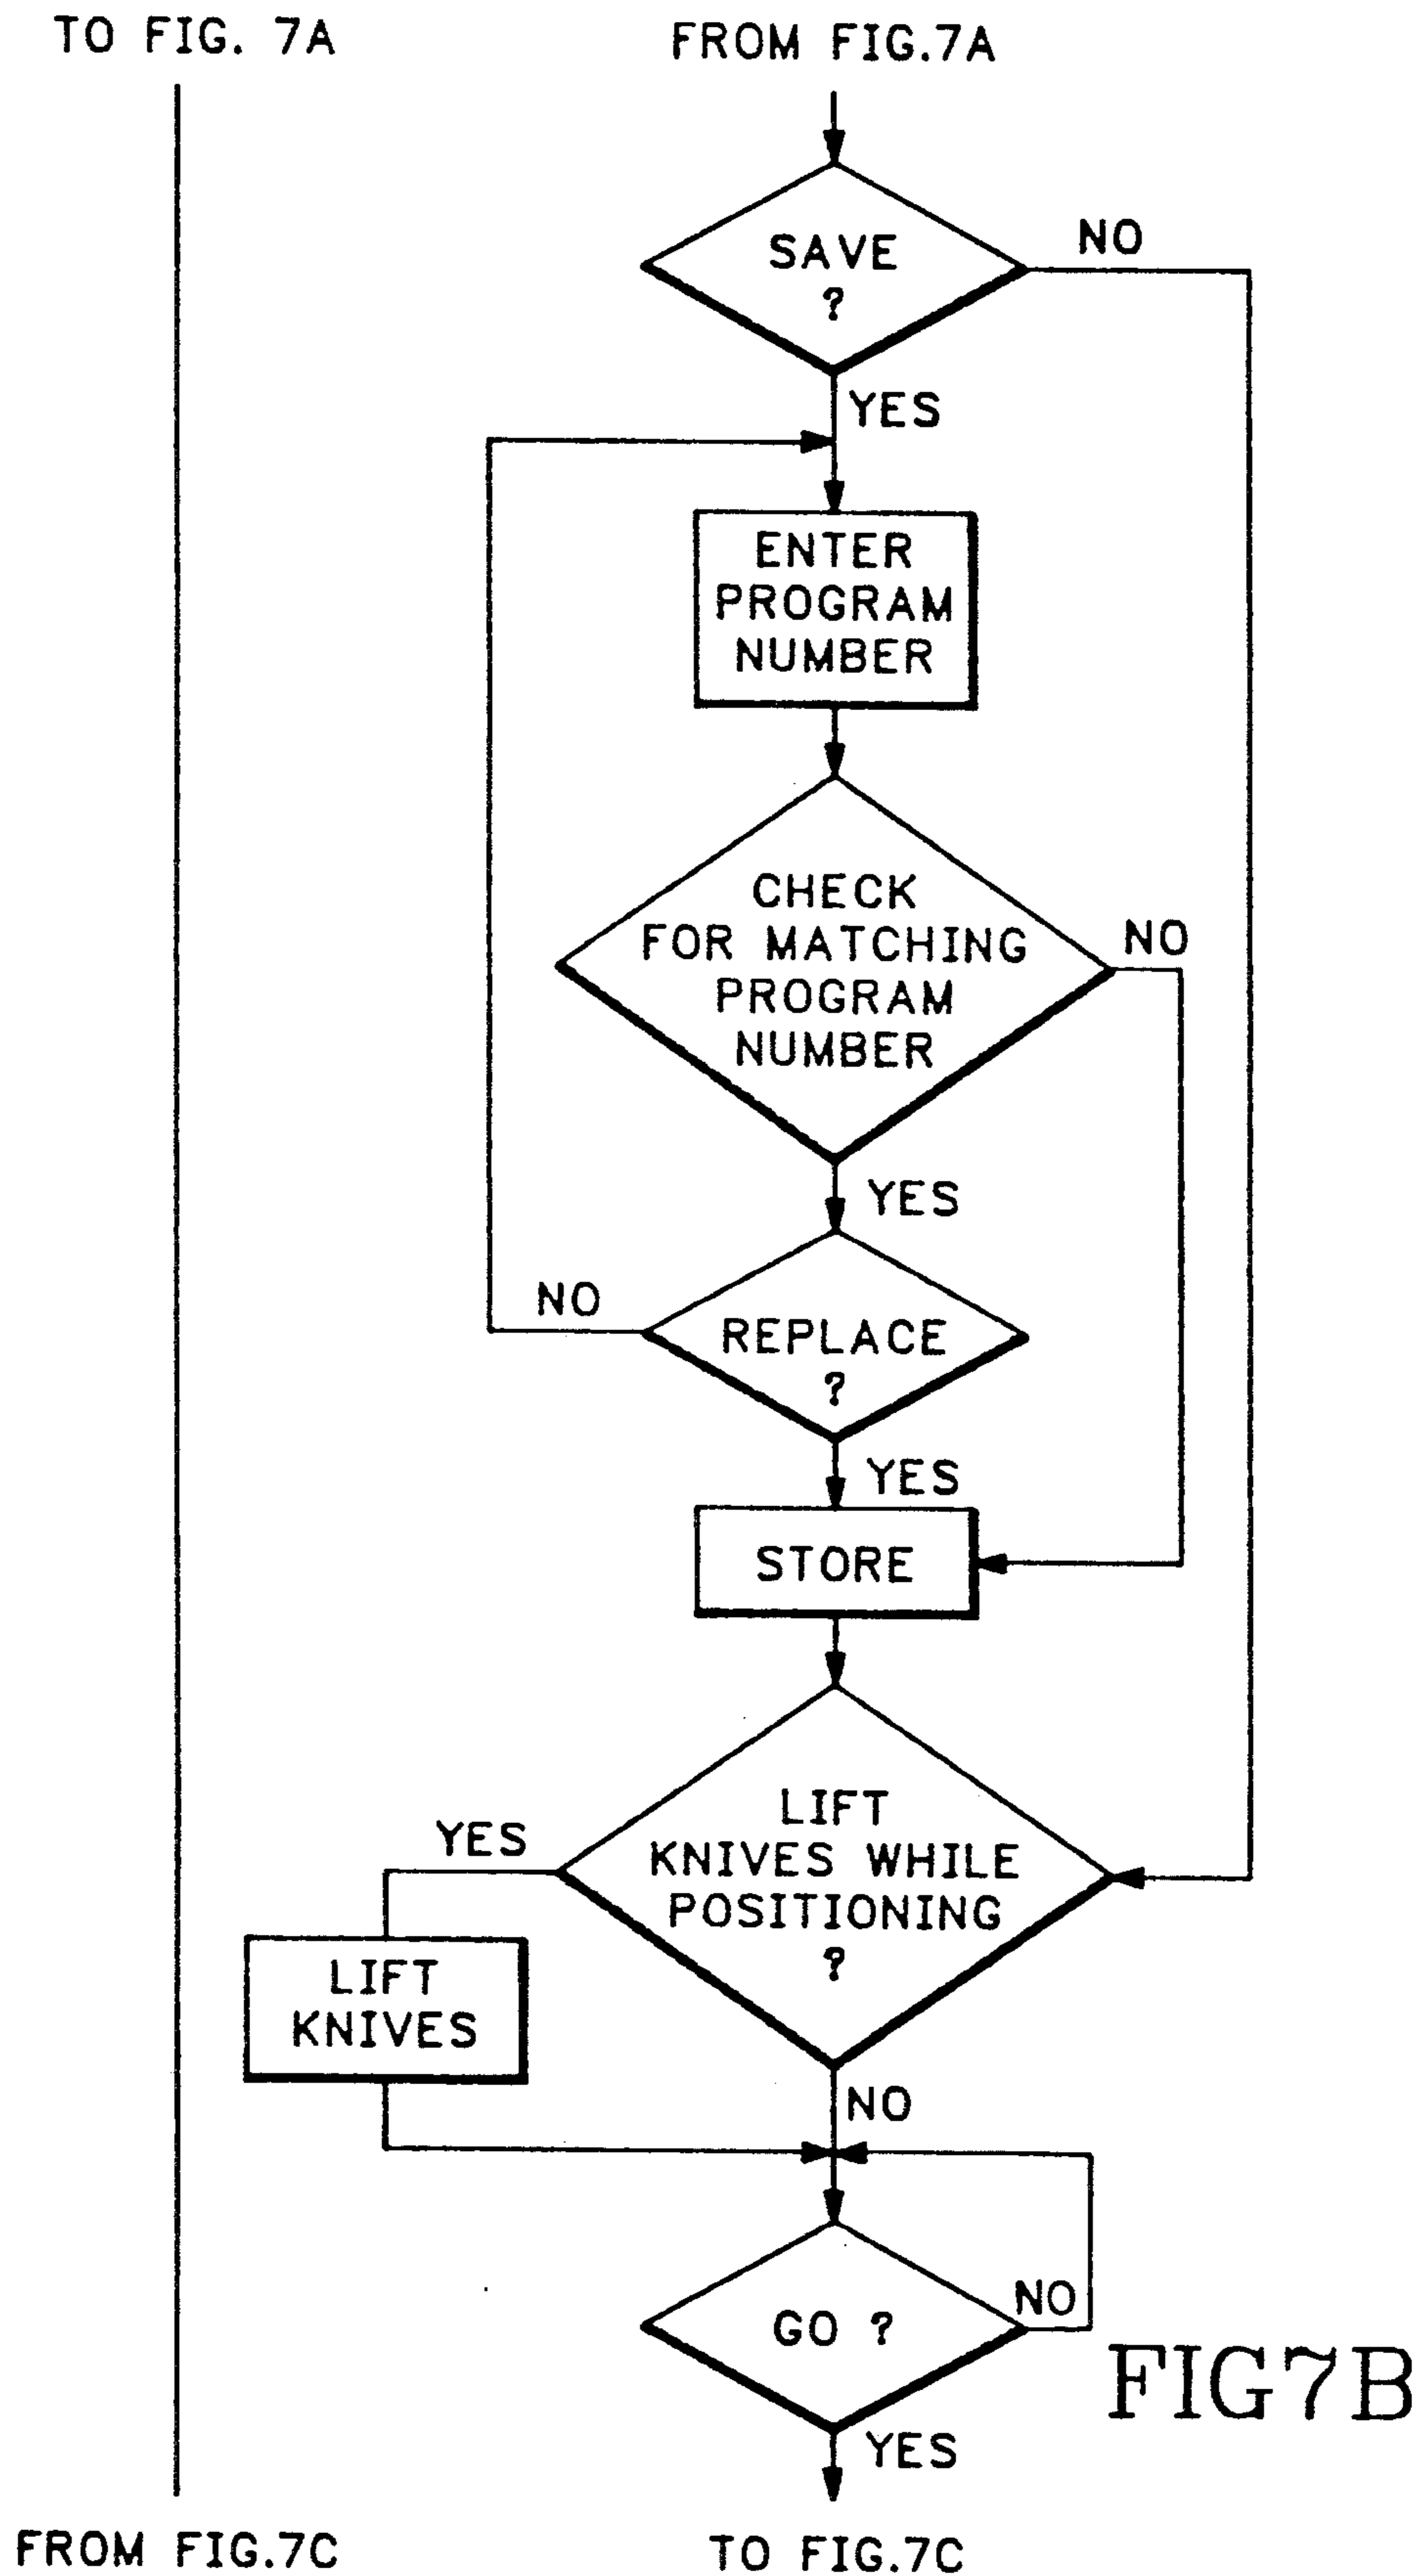 TO FIG. 7A
FROM FIG.7A
SAVE
?
NO
YES
ENTER
PROGRAM
NUMBER
CHECK
FOR MATCHING
PROGRAM
NUMBER
NO
YES
NO
REPLACE
?
YES
STORE
LIFT
KNIVES WHILE
POSITIONING
?
YES
LIFT
KNIVES
NO
GO ?
NO
YES
FIG7B
FROM FIG.7C
TO FIG.7C